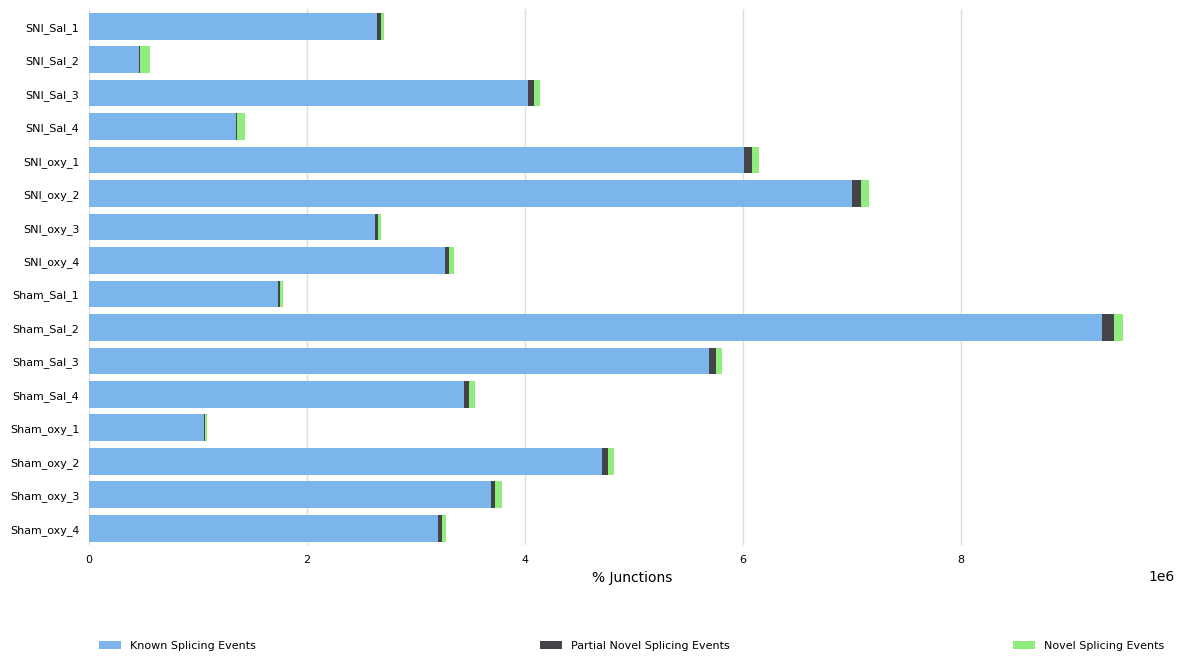 SNI_Sal_1
SNI_Sal_2
SNI_Sal_3
SNI_Sal_4
SNI_oxy_1
SNI_oxy_2
SNI_oxy_3
SNI_oxy_4
Sham_Sal_1
Sham_Sal_2
Sham_Sal_3
Sham_Sal_4
Sham_oxy_1
Sham_oxy_2
Sham_oxy_3
Sham_oxy_4
0 2 4 6 8
% Junctions
1e6
Known Splicing Events Partial Novel Splicing Events Novel Splicing Events